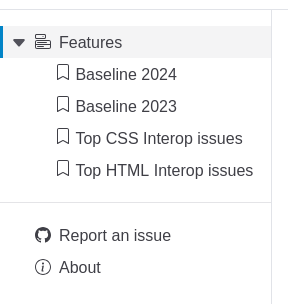 Features
Baseline 2024
Baseline 2023
Top CSS Interop issues
Top HTML Interop issues
Report an issue
About